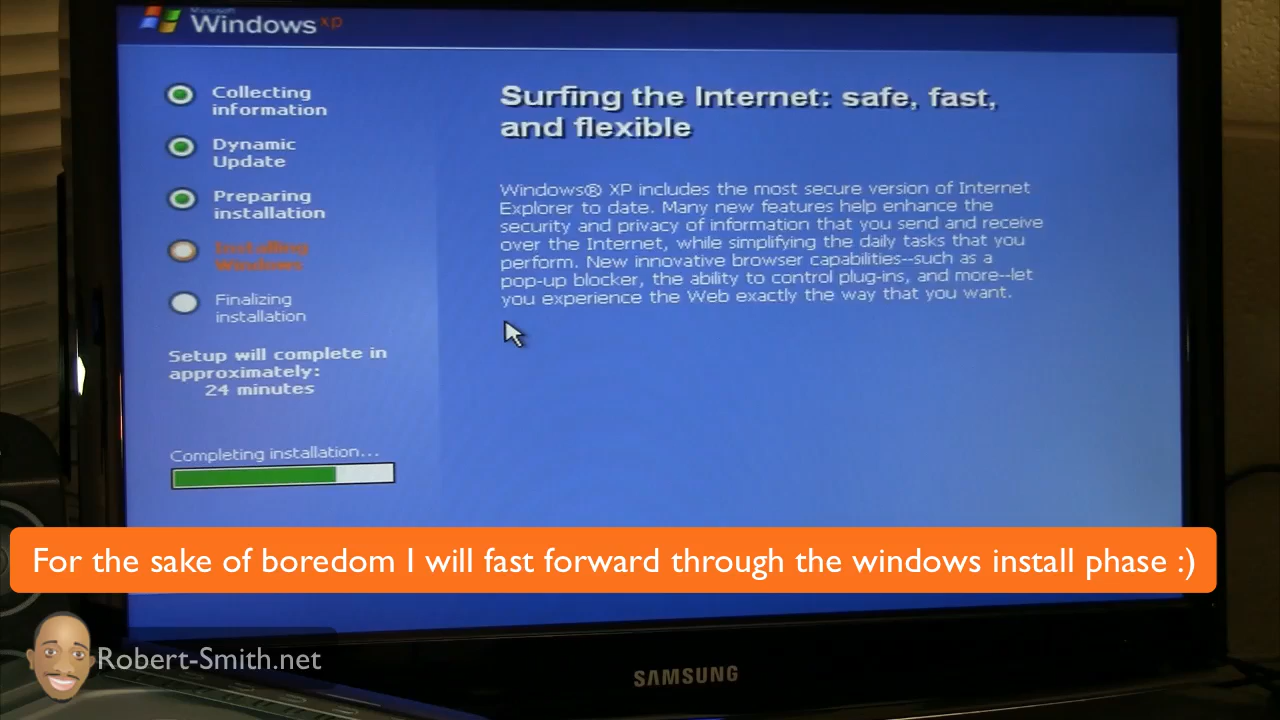 Microsoft
Windows xp
Collecting
information
Dynamic
Update
Preparing
installation
Installing
Windows
Finalizing
installation
Setup will complete in
approximately:
24 minutes
Completing installation...
Surfing the Internet: safe, fast,
and flexible
Windows® XP includes the most secure version of Internet
Explorer to date. Many new features help enhance the
security and privacy of information that you send and receive
over the Internet, while simplifying the daily tasks that you
perform. New innovative browser capabilities--such as a
pop-up blocker, the ability to control plug-ins, and more--let
you experience the Web exactly the way that you want.
For the sake of boredom I will fast forward through the windows install phase :)
Robert-Smith.net
SAMSUNG